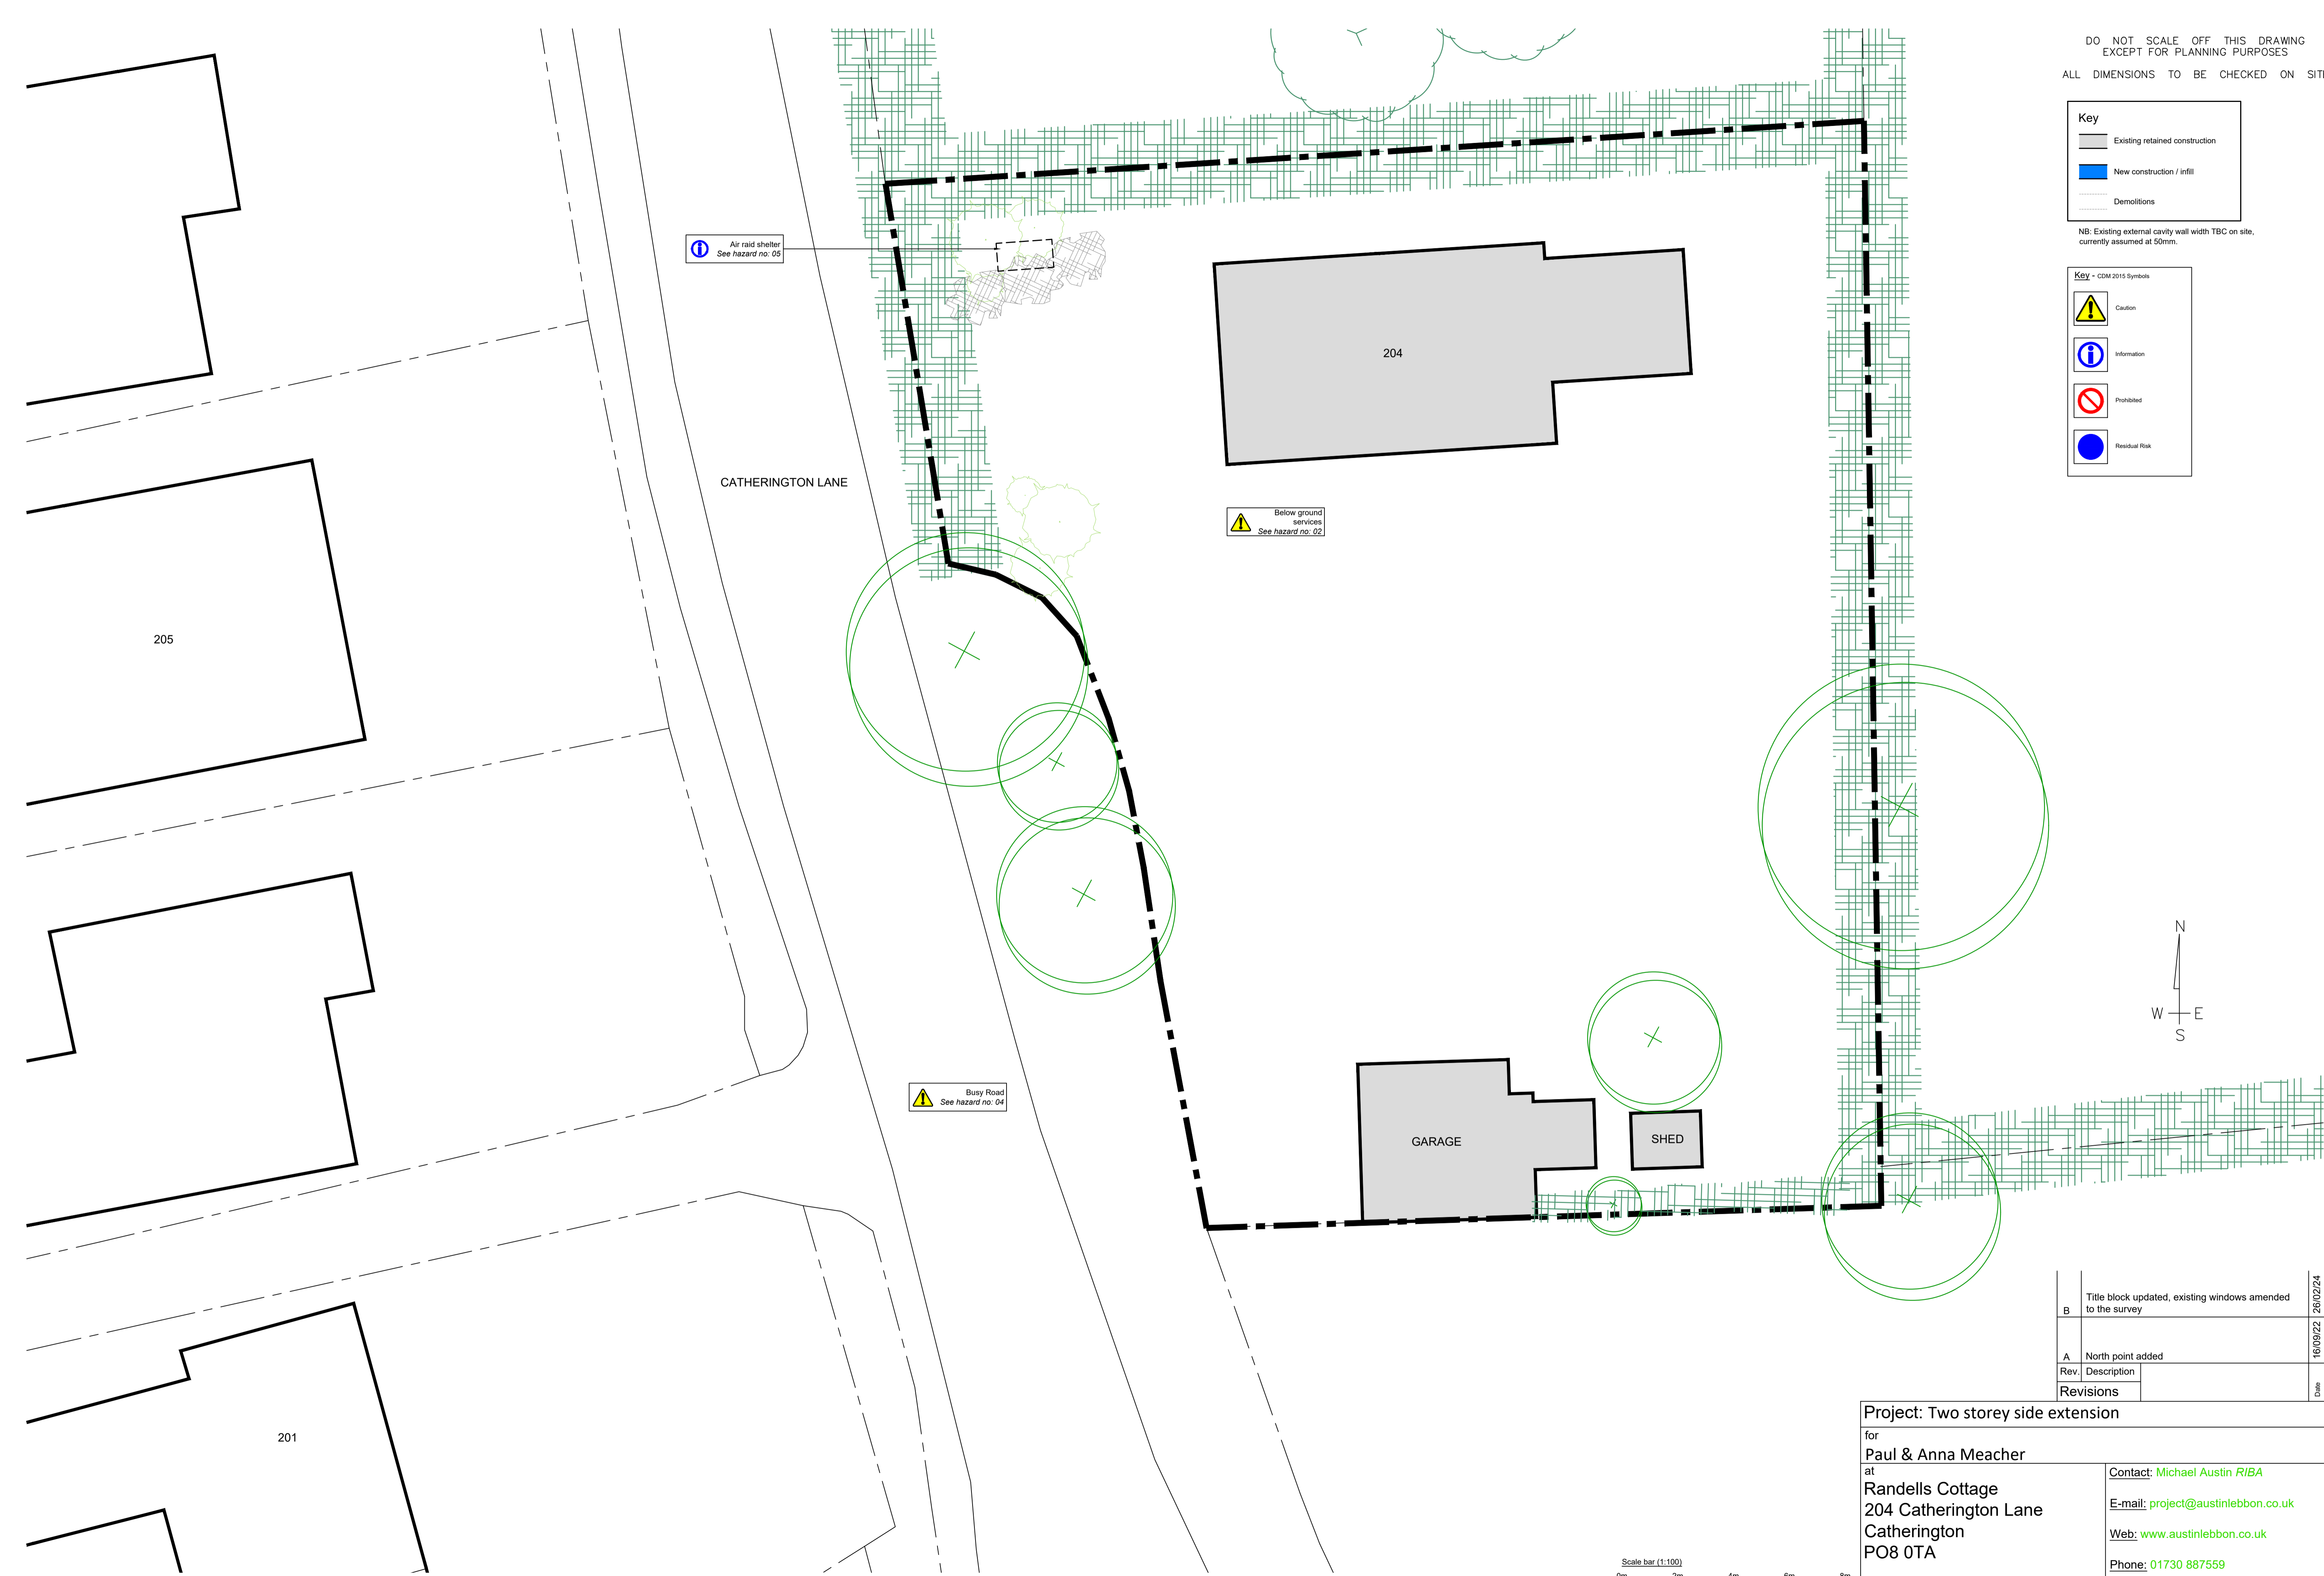 DO NOT SCALE OFF THIS DRAWING
EXCEPT FOR PLANNING PURPOSES
ALL DIMENSIONS TO BE CHECKED ON SITE
Key
Existing retained construction
New construction / infill
Demolitions
NB: Existing external cavity wall width TBC on site,
currently assumed at 50mm.
Key - CDM 2015 Symbols
Caution
Information
Prohibited
Residual Risk
Air raid shelter
See hazard no: 05
204
CATHERINGTON LANE
Below ground
services
See hazard no: 02
205
N
W E
S
Busy Road
See hazard no: 04
GARAGE
SHED
201
B
Title block updated, existing windows amended
to the survey
26/02/24
A
North point added
16/09/22
Rev.
Description
Revisions
Date
Project: Two storey side extension
for
Paul & Anna Meacher
at
Randells Cottage
204 Catherington Lane
Catherington
PO8 0TA
Contact: Michael Austin RIBA
E-mail: project@austinlebbon.co.uk
Web: www.austinlebbon.co.uk
Phone: 01730 887559
Scale bar (1:100)
0m 2m 4m 6m 8m